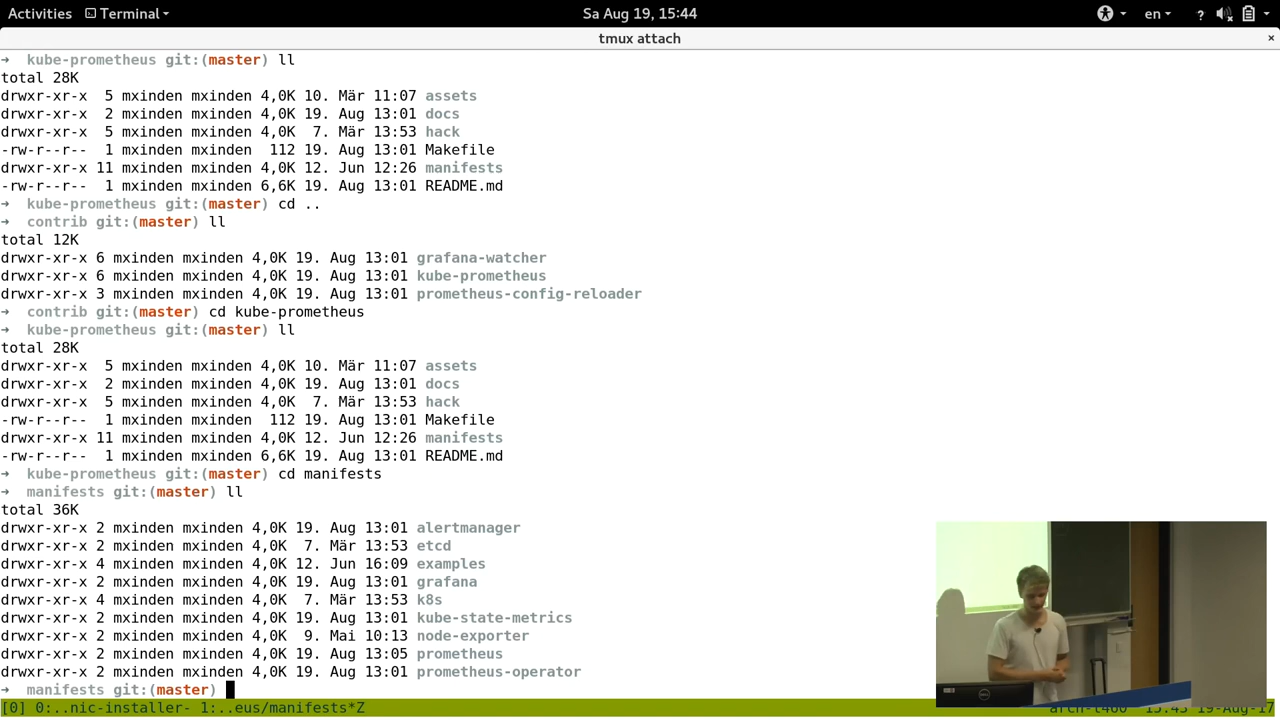 Activities Terminal Sa Aug 19, 15:44 en ?
tmux attach ×
➜ kube-prometheus git:(master) ll
total 28K
drwxr-xr-x 5 mxinden mxinden 4,0K 10. Mär 11:07 assets
drwxr-xr-x 2 mxinden mxinden 4,0K 19. Aug 13:01 docs
drwxr-xr-x 5 mxinden mxinden 4,0K 7. Mär 13:53 hack
-rw-r--r-- 1 mxinden mxinden 112 19. Aug 13:01 Makefile
drwxr-xr-x 11 mxinden mxinden 4,0K 12. Jun 12:26 manifests
-rw-r--r-- 1 mxinden mxinden 6,6K 19. Aug 13:01 README.md
➜ kube-prometheus git:(master) cd ..
➜ contrib git:(master) ll
total 12K
drwxr-xr-x 6 mxinden mxinden 4,0K 19. Aug 13:01 grafana-watcher
drwxr-xr-x 6 mxinden mxinden 4,0K 19. Aug 13:01 kube-prometheus
drwxr-xr-x 3 mxinden mxinden 4,0K 19. Aug 13:01 prometheus-config-reloader
➜ contrib git:(master) cd kube-prometheus
➜ kube-prometheus git:(master) ll
total 28K
drwxr-xr-x 5 mxinden mxinden 4,0K 10. Mär 11:07 assets
drwxr-xr-x 2 mxinden mxinden 4,0K 19. Aug 13:01 docs
drwxr-xr-x 5 mxinden mxinden 4,0K 7. Mär 13:53 hack
-rw-r--r-- 1 mxinden mxinden 112 19. Aug 13:01 Makefile
drwxr-xr-x 11 mxinden mxinden 4,0K 12. Jun 12:26 manifests
-rw-r--r-- 1 mxinden mxinden 6,6K 19. Aug 13:01 README.md
➜ kube-prometheus git:(master) cd manifests
➜ manifests git:(master) ll
total 36K
drwxr-xr-x 2 mxinden mxinden 4,0K 19. Aug 13:01 alertmanager
drwxr-xr-x 2 mxinden mxinden 4,0K 7. Mär 13:53 etcd
drwxr-xr-x 4 mxinden mxinden 4,0K 12. Jun 16:09 examples
drwxr-xr-x 2 mxinden mxinden 4,0K 19. Aug 13:01 grafana
drwxr-xr-x 4 mxinden mxinden 4,0K 7. Mär 13:53 k8s
drwxr-xr-x 2 mxinden mxinden 4,0K 19. Aug 13:01 kube-state-metrics
drwxr-xr-x 2 mxinden mxinden 4,0K 9. Mai 10:13 node-exporter
drwxr-xr-x 2 mxinden mxinden 4,0K 19. Aug 13:05 prometheus
drwxr-xr-x 2 mxinden mxinden 4,0K 19. Aug 13:01 prometheus-operator
➜ manifests git:(master)
[0] 0:..nic-installer- 1:..eus/manifests*Z 19-Aug-17